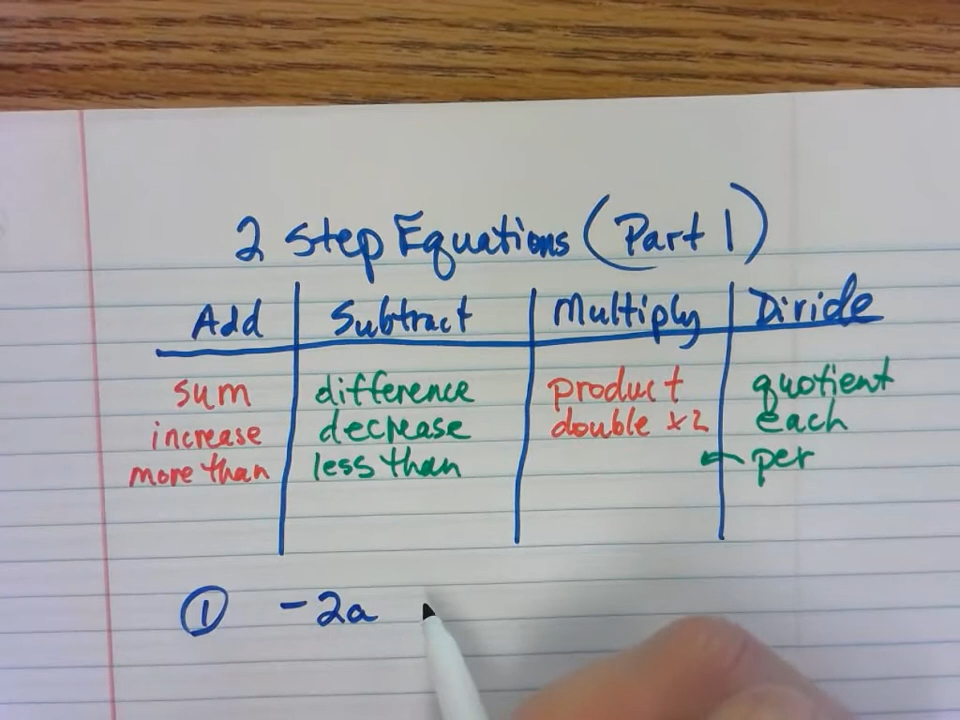 2 Step Equations (Part 1)
Add Subtract Multiply Divide
sum difference product quotient
increase decrease double x2 each
more than less than ← per
① -2a